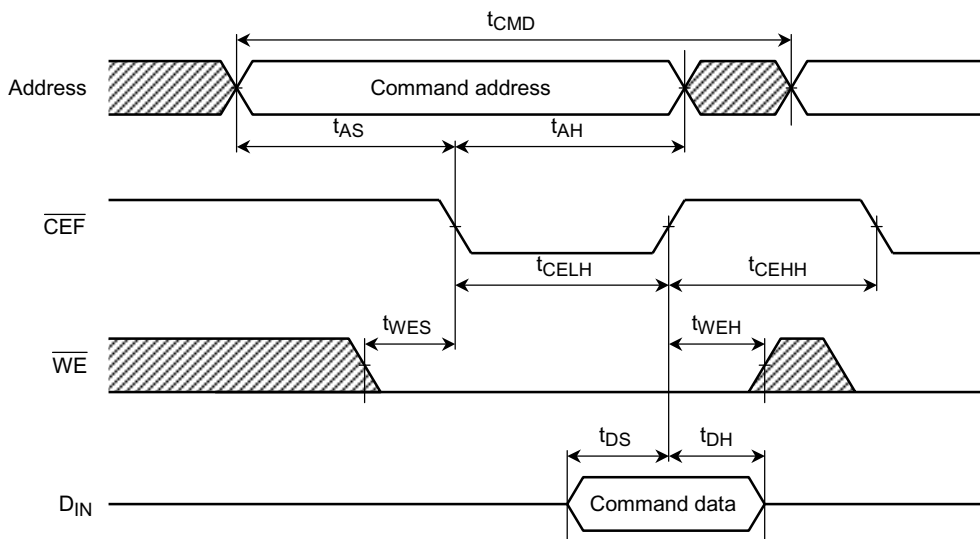 tCMD
Address
Command address
tAS
tAH
CEF
tCELH
tCEHH
tWES
tWEH
WE
tDS
tDH
DIN
Command data